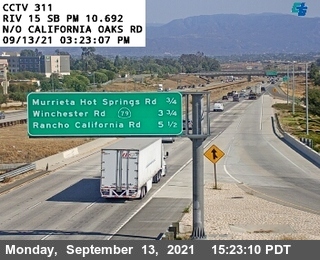 CCTV 311
RIV 15 SB PM 10.692
N/O CALIFORNIA OAKS RD
09/13/21 03:23:07 PM
Murrieta Hot Springs Rd 3/4
Winchester Rd 79 3 3/4
Rancho California Rd 5 1/2
Monday, September 13, 2021 15:23:10 PDT